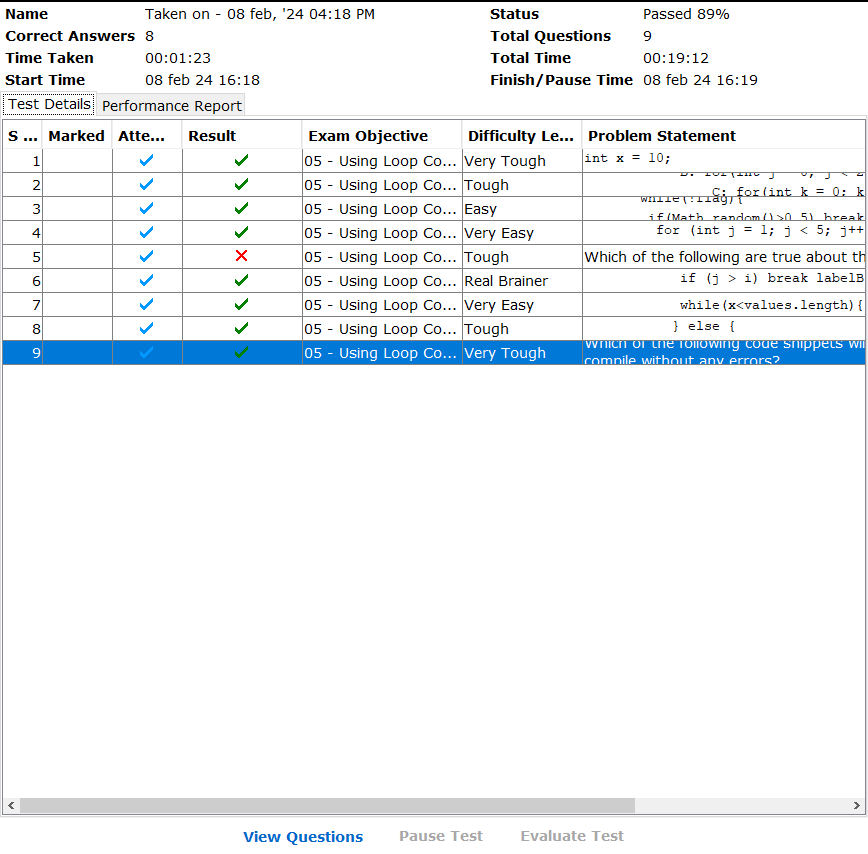 Name Taken on - 08 feb, '24 04:18 PM Status Passed 89%
Correct Answers 8 Total Questions 9
Time Taken 00:01:23 Total Time 00:19:12
Start Time 08 feb 24 16:18 Finish/Pause Time 08 feb 24 16:19
Test Details Performance Report
S ... Marked Atte... Result Exam Objective Difficulty Le... Problem Statement
1 05 - Using Loop Co... Very Tough int x = 10;
2 05 - Using Loop Co... Tough B: for(int j = 0; j < 2
C: for(int k = 0; k
3 05 - Using Loop Co... Easy while(!flag){
if(Math.random()>0.5) break
4 05 - Using Loop Co... Very Easy for (int j = 1; j < 5; j++
5 05 - Using Loop Co... Tough Which of the following are true about th
6 05 - Using Loop Co... Real Brainer if (j > i) break labelB
7 05 - Using Loop Co... Very Easy while(x<values.length){
8 05 - Using Loop Co... Tough } else {
9 05 - Using Loop Co... Very Tough Which of the following code snippets wil
compile without any errors?
View Questions Pause Test Evaluate Test